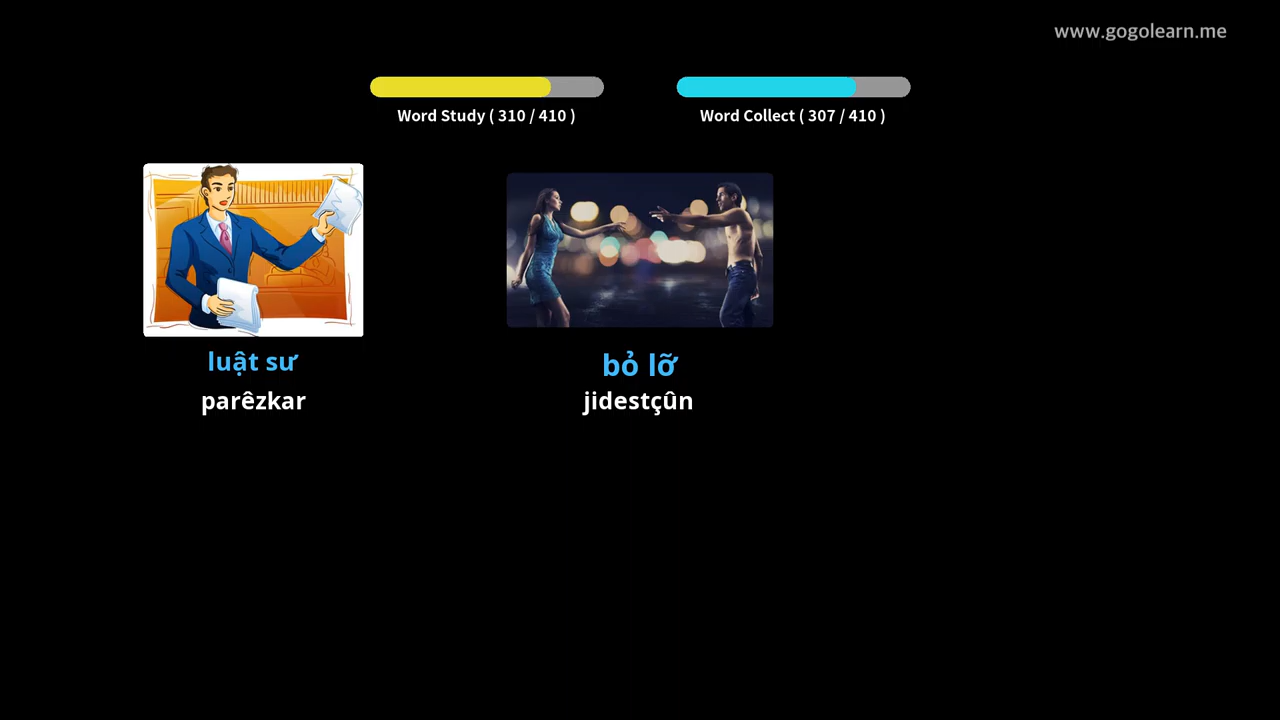 www.gogolearn.me
Word Study ( 310 / 410 )
Word Collect ( 307 / 410 )
luật sư
parêzkar
bỏ lỡ
jidestçûn